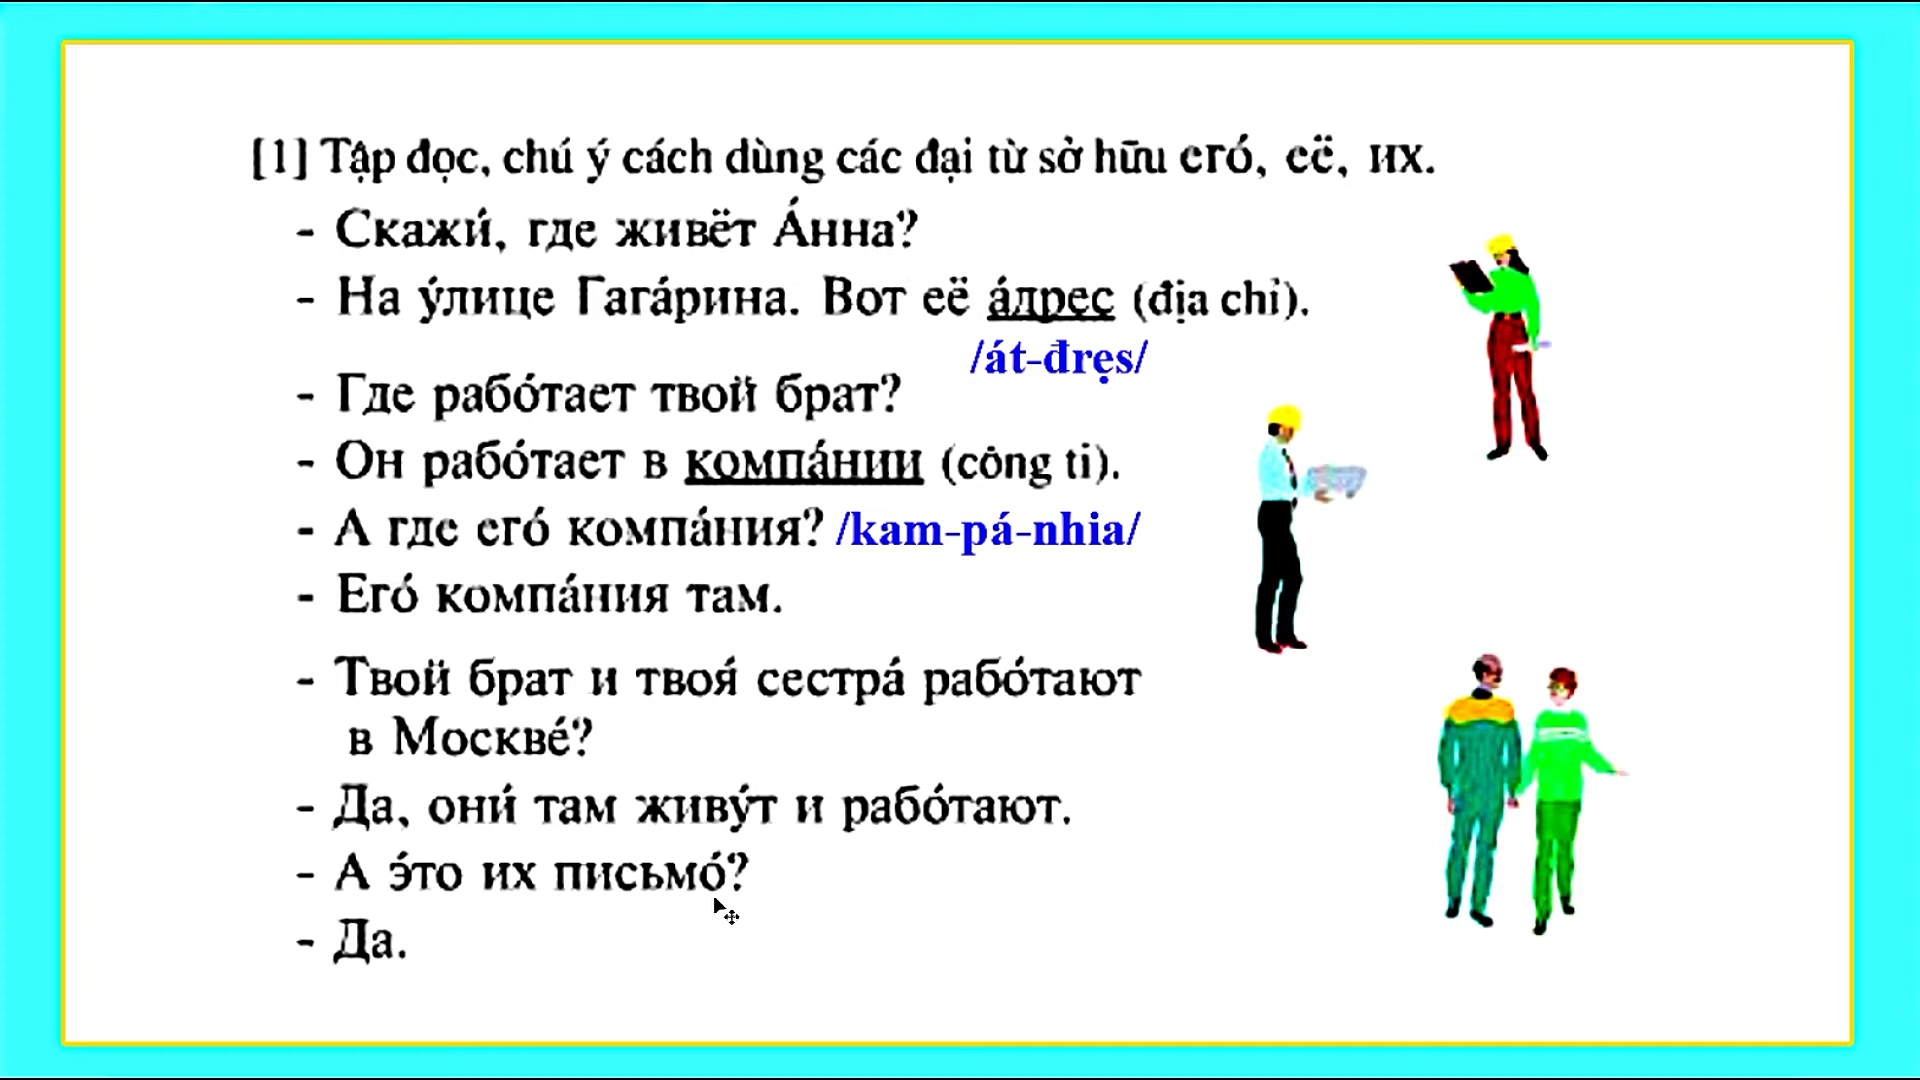 [1] Tập đọc, chú ý cách dùng các đại từ sở hữu егó, её, их.
- Скажи́, где живёт А́нна?
- На у́лице Гага́рина. Вот её а́дрес (địa chỉ).
/át-đrẹs/
- Где рабо́тает твой брат?
- Он рабо́тает в компа́нии (công ti).
- А где его́ компа́ния? /kam-pá-nhia/
- Его́ компа́ния там.
- Твой брат и твоя́ сестра́ рабо́тают
в Москве́?
- Да, они́ там живу́т и рабо́тают.
- А э́то их письмо́?
- Да.